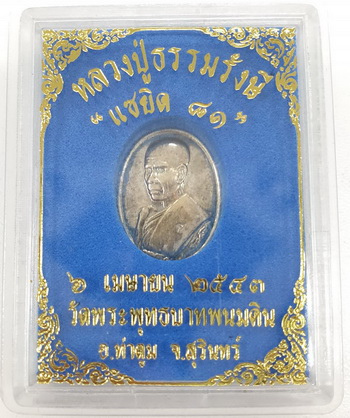 หลวงปู่ธรรมรังษี
"แซยิด ๘๑"
๖ เมษายน ๒๕๔๓
วัดพระพุทธบาทพนมดิน
อ.ท่าตูม จ.สุรินทร์